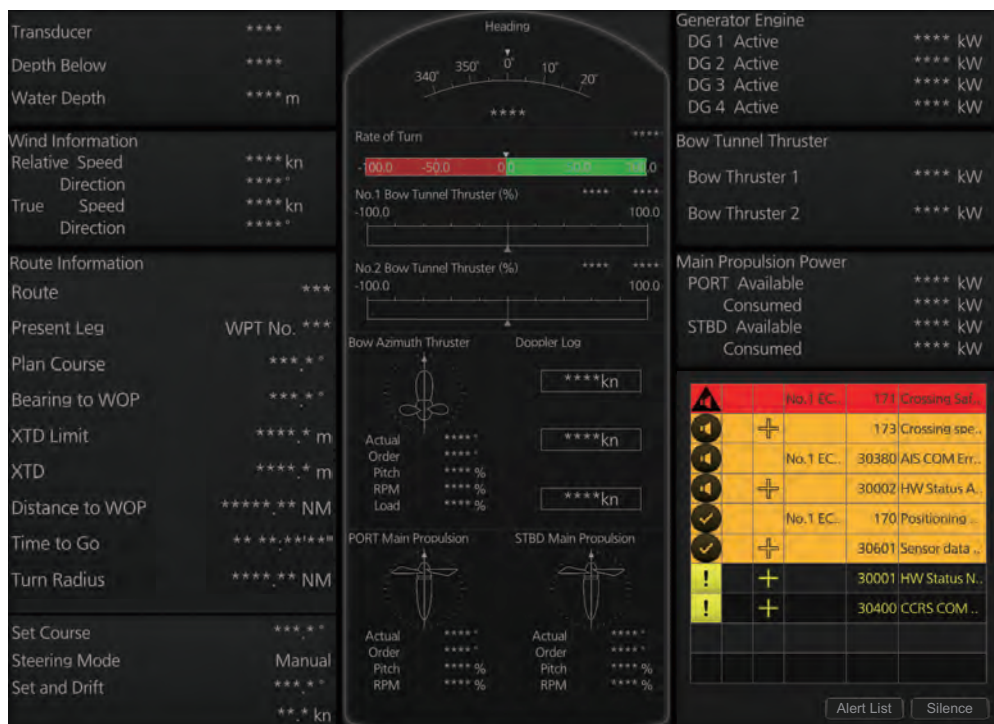 Transducer ****
Depth Below ****
Water Depth **** m
Wind Information
Relative Speed **** kn
Direction ****°
True Speed **** kn
Direction ****°
Route Information
Route ***
Present Leg WPT No. ***
Plan Course ***.*°
Bearing to WOP ***.*°
XTD Limit ****.* m
XTD ****.* m
Distance to WOP *****.** NM
Time to Go ** **.**'**"
Turn Radius ****.** NM
Set Course ***.*°
Steering Mode Manual
Set and Drift ***.*°
**.* kn
Heading
340° 350° 0° 10° 20°
****
Rate of Turn ****
-100.0 -50.0 0.0
No.1 Bow Tunnel Thruster (%) **** ****
-100.0 100.0
No.2 Bow Tunnel Thruster (%) **** ****
-100.0 100.0
Bow Azimuth Thruster
Actual ****°
Order ****°
Pitch **** %
RPM **** %
Load **** %
Doppler Log
****kn
****kn
****kn
PORT Main Propulsion
Actual ****°
Order ****°
Pitch **** %
RPM **** %
STBD Main Propulsion
Actual ****°
Order ****°
Pitch **** %
RPM **** %
Generator Engine
DG 1 Active **** kW
DG 2 Active **** kW
DG 3 Active **** kW
DG 4 Active **** kW
Bow Tunnel Thruster
Bow Thruster 1 **** kW
Bow Thruster 2 **** kW
Main Propulsion Power
PORT Available **** kW
Consumed **** kW
STBD Available **** kW
Consumed **** kW
No.1 EC.. 171 Crossing Saf..
173 Crossing spe..
No.1 EC.. 30380 AIS COM Err..
30002 HW Status A..
No.1 EC.. 170 Positioning ..
30601 Sensor data ..
! 30001 HW Status N..
! 30400 CCRS COM ..
Alert List Silence